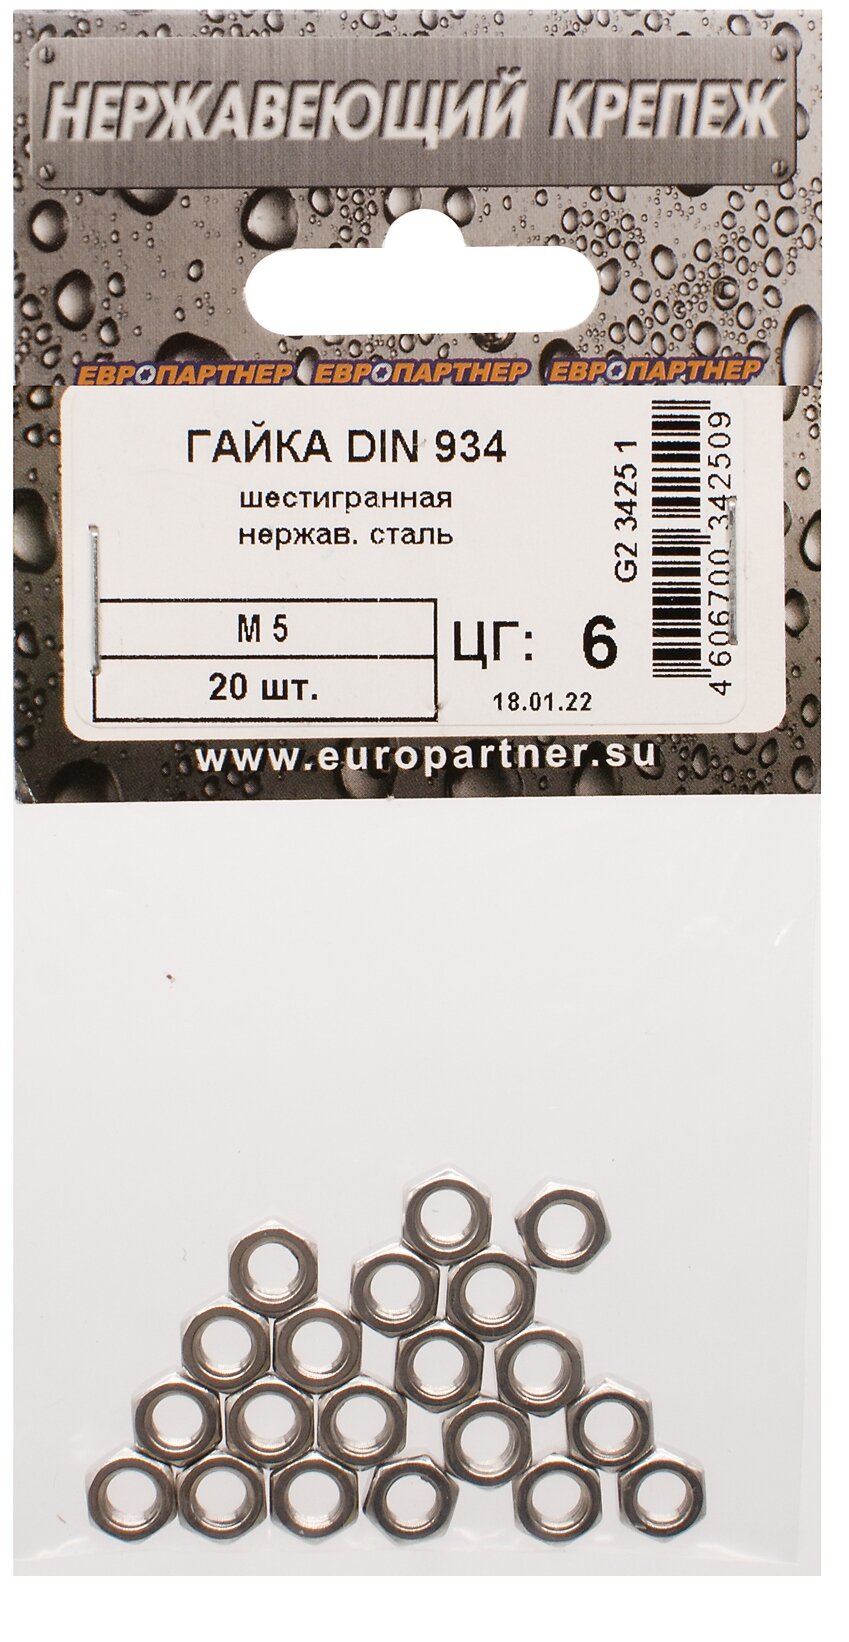 НЕРЖАВЕЮЩИЙ КРЕПЕЖ
ЕВРОПАРТНЕР ЕВРОПАРТНЕР ЕВРОПАРТНЕР
ГАЙКА DIN 934
шестигранная
нержав. сталь
М 5
20 шт.
ЦГ: 6
18.01.22
G2 3425 1
4 606700 342509
www.europartner.su